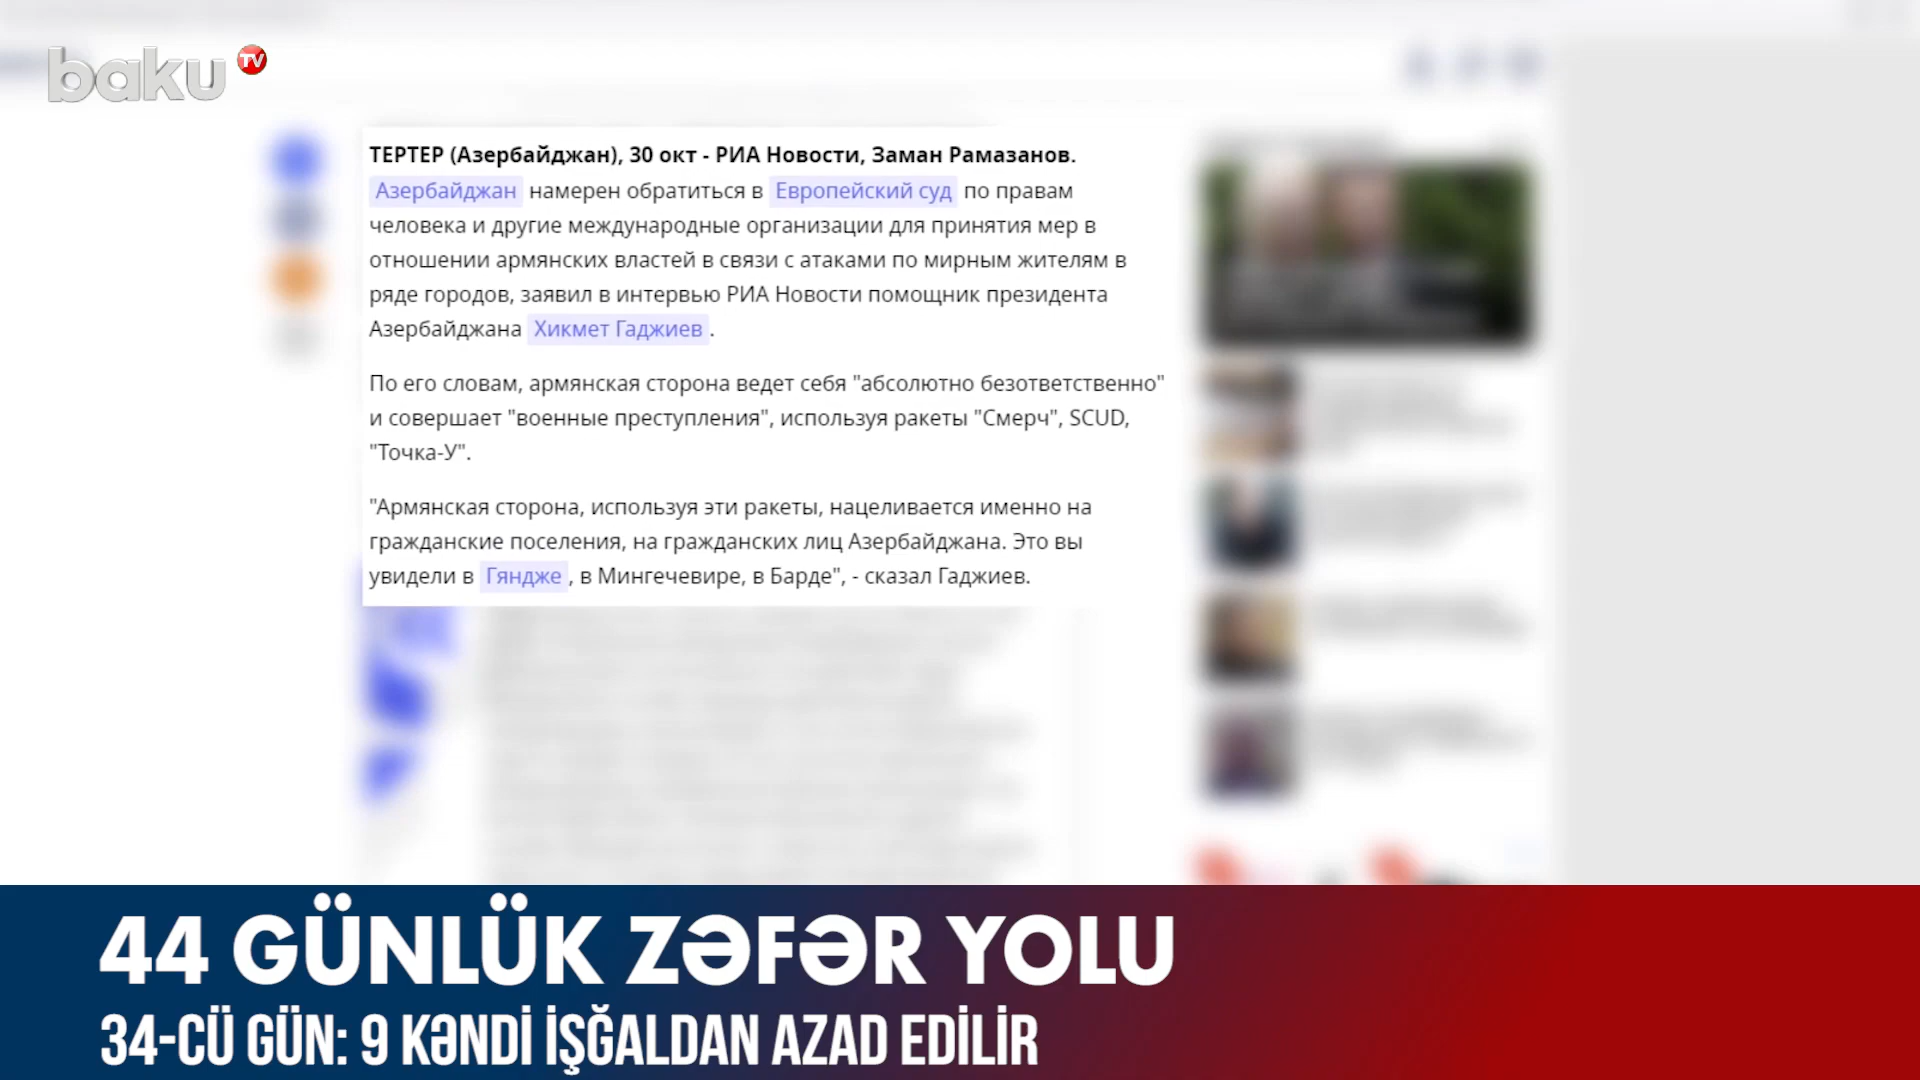 baku TV
ТЕРТЕР (Азербайджан), 30 окт - РИА Новости, Заман Рамазанов.
Азербайджан намерен обратиться в Европейский суд по правам
человека и другие международные организации для принятия мер в
отношении армянских властей в связи с атаками по мирным жителям в
ряде городов, заявил в интервью РИА Новости помощник президента
Азербайджана Хикмет Гаджиев .
По его словам, армянская сторона ведет себя "абсолютно безответственно"
и совершает "военные преступления", используя ракеты "Смерч", SCUD,
"Точка-У".
"Армянская сторона, используя эти ракеты, нацеливается именно на
гражданские поселения, на гражданских лиц Азербайджана. Это вы
увидели в Гяндже , в Мингечевире, в Барде", - сказал Гаджиев.
44 GÜNLÜK ZƏFƏR YOLU
34-CÜ GÜN: 9 KƏNDİ İŞĞALDAN AZAD EDİLİR